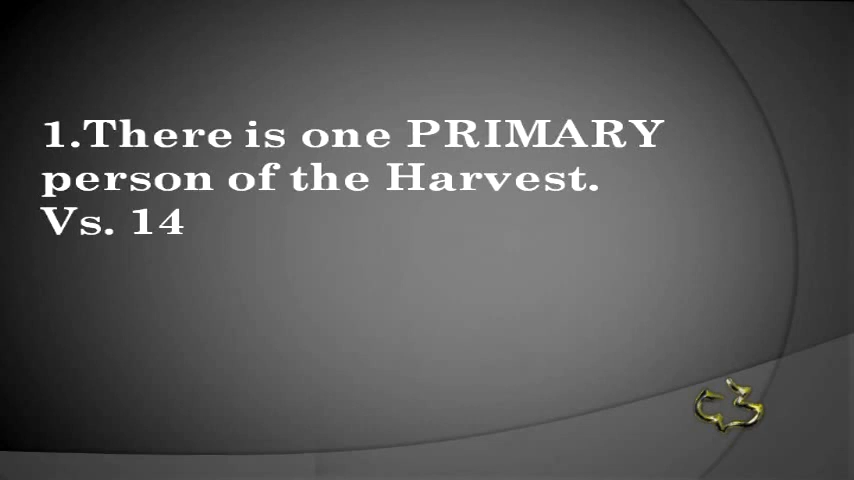 1.There is one PRIMARY
person of the Harvest.
Vs. 14